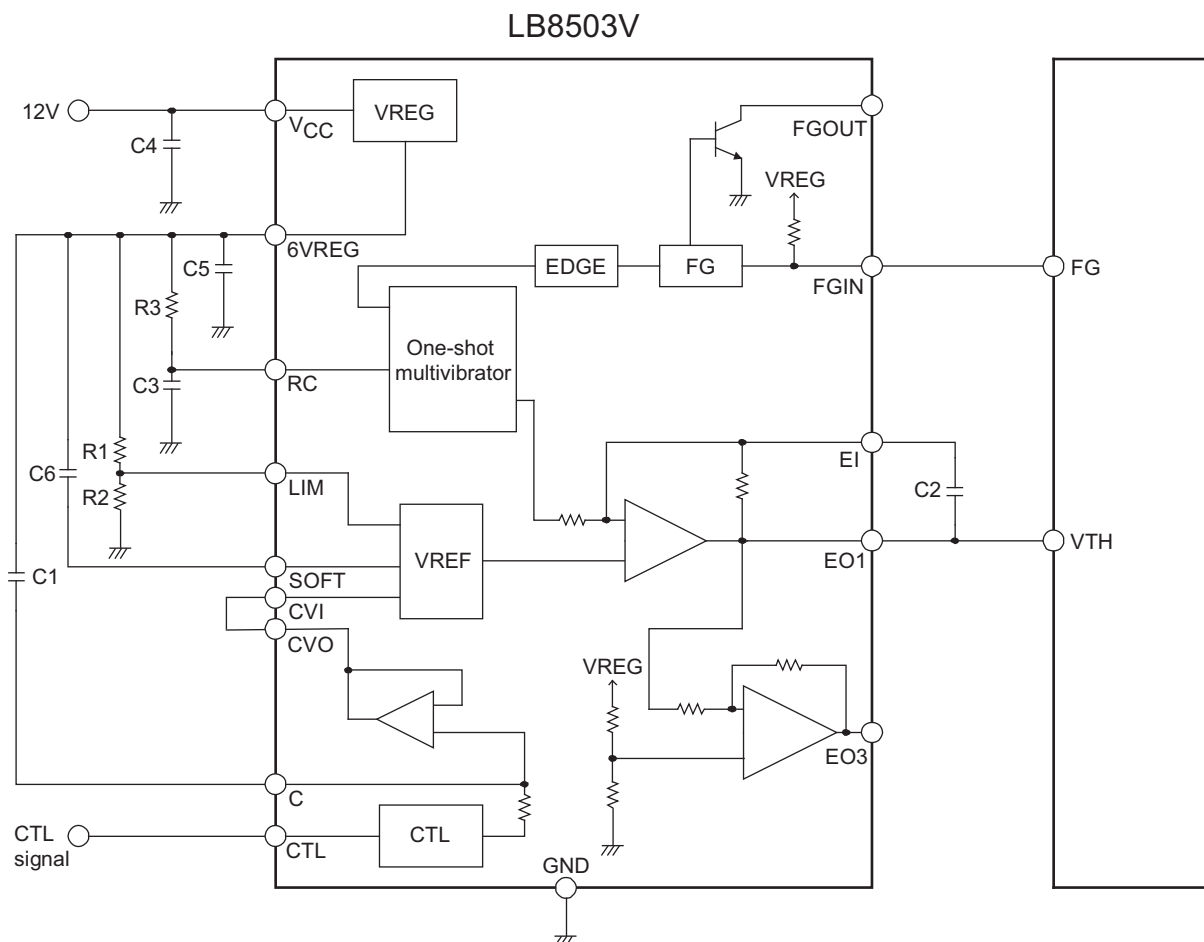 LB8503V
12V
VCC
VREG
FGOUT
C4
VREG
6VREG
C5
EDGE
FG
FGIN
FG
R3
One-shot
multivibrator
C3
RC
R1
EI
C6
LIM
C2
R2
VREF
EO1
VTH
C1
SOFT
CVI
CVO
VREG
EO3
C
CTL
signal
CTL
CTL
GND